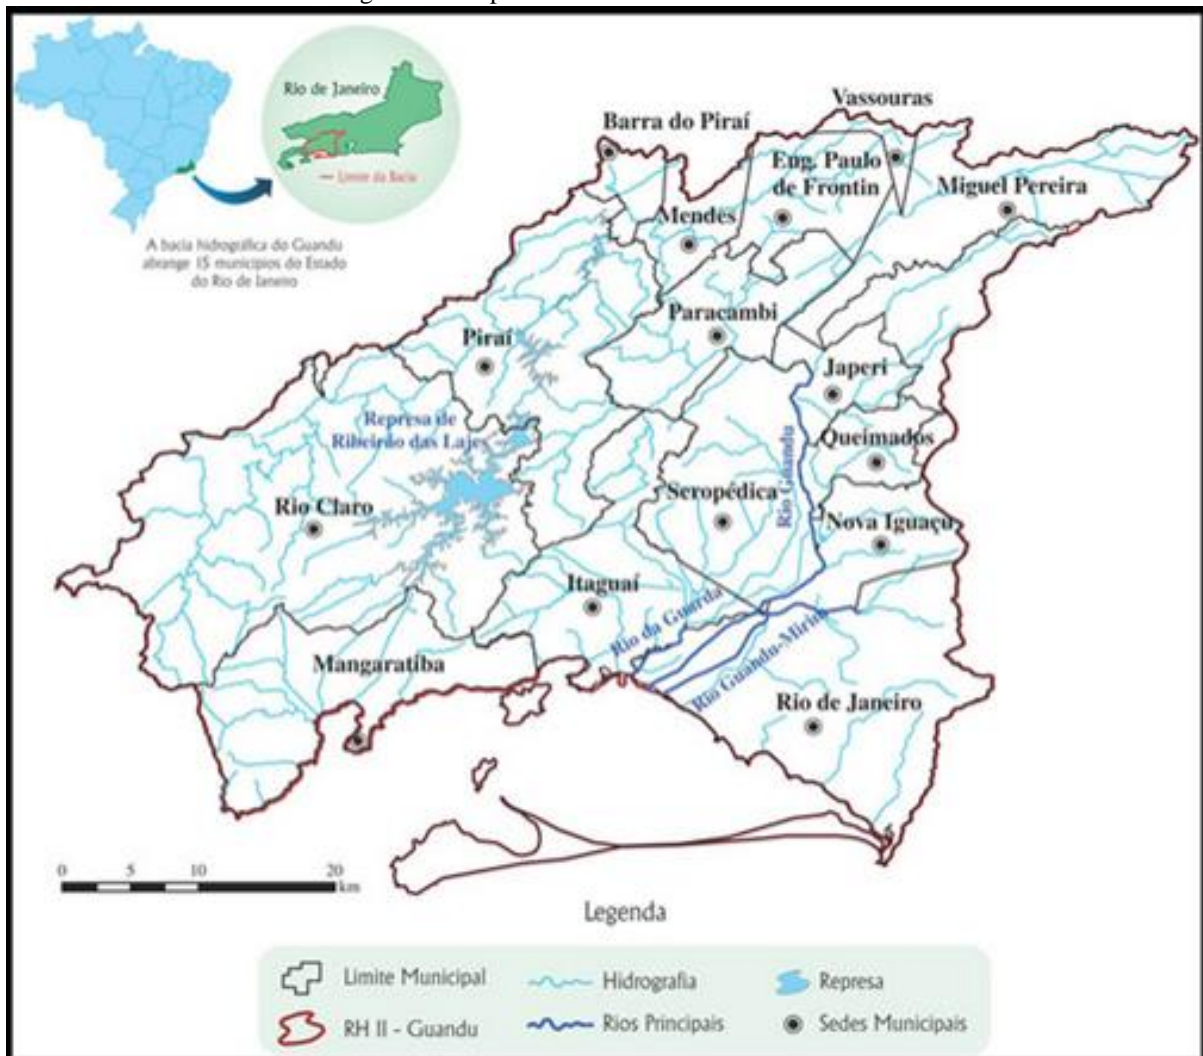 Rio de Janeiro
Limite da Bacia
A bacia hidrográfica do Guandu
abrange 15 municípios do Estado
do Rio de Janeiro
Vassouras
Barra do Piraí
Eng. Paulo
de Frontin
Miguel Pereira
Mendes
Paracambi
Piraí
Japeri
Represa de
Ribeirão das Lajes
Queimados
Rio Guandu
Seropédica
Rio Claro
Nova Iguaçu
Itaguaí
Rio da Guarda
Mangaratiba
Rio Guandu-Mirim
Rio de Janeiro
0 5 10 20
km
Legenda
Limite Municipal
Hidrografia
Represa
RH II - Guandu
Rios Principais
Sedes Municipais